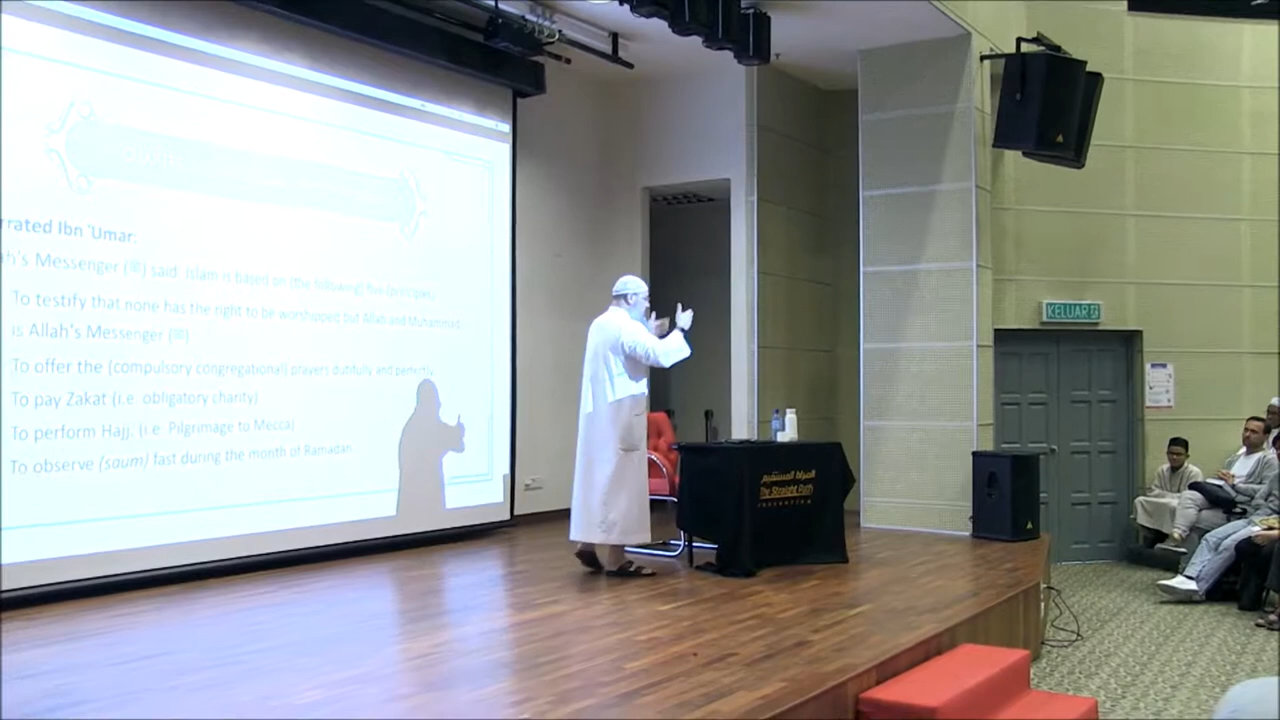 rrated Ibn 'Umar:
ah's Messenger (ﷺ) said: Islam is based on (the following) five (principles)
To testify that none has the right to be worshipped but Allah and Muhammad
is Allah's Messenger (ﷺ)
To offer the (compulsory congregational) prayers dutifully and perfectly
To pay Zakat (i.e. obligatory charity)
To perform Hajj. (i.e. Pilgrimage to Mecca)
To observe (saum) fast during the month of Ramadan
KELUAR
الصراط المستقيم
The Straight Path
CONVENTION